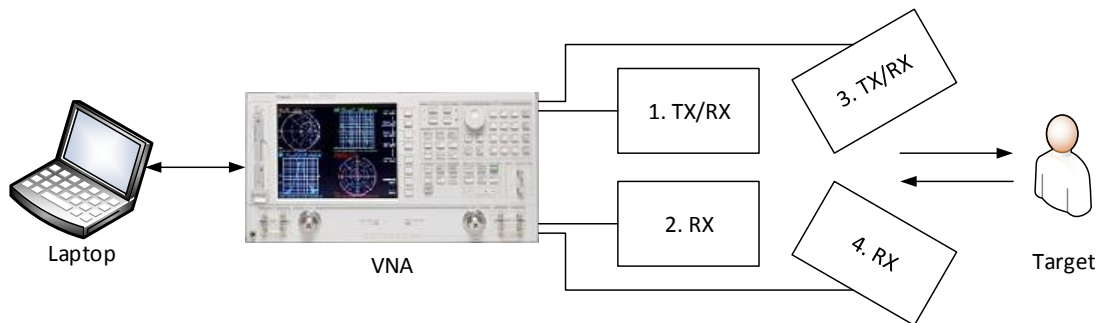 1. TX/RX
3. TX/RX
2. RX
4. RX
Laptop
VNA
Target